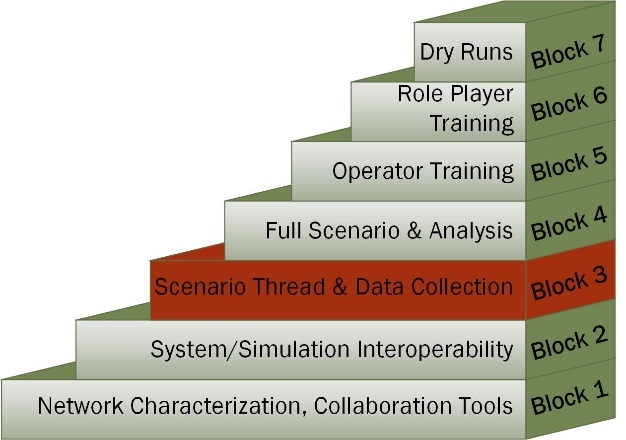 Dry Runs
Block 7
Role Player
Training
Block 6
Operator Training
Block 5
Full Scenario & Analysis
Block 4
Scenario Thread & Data Collection
Block 3
System/Simulation Interoperability
Block 2
Network Characterization, Collaboration Tools
Block 1